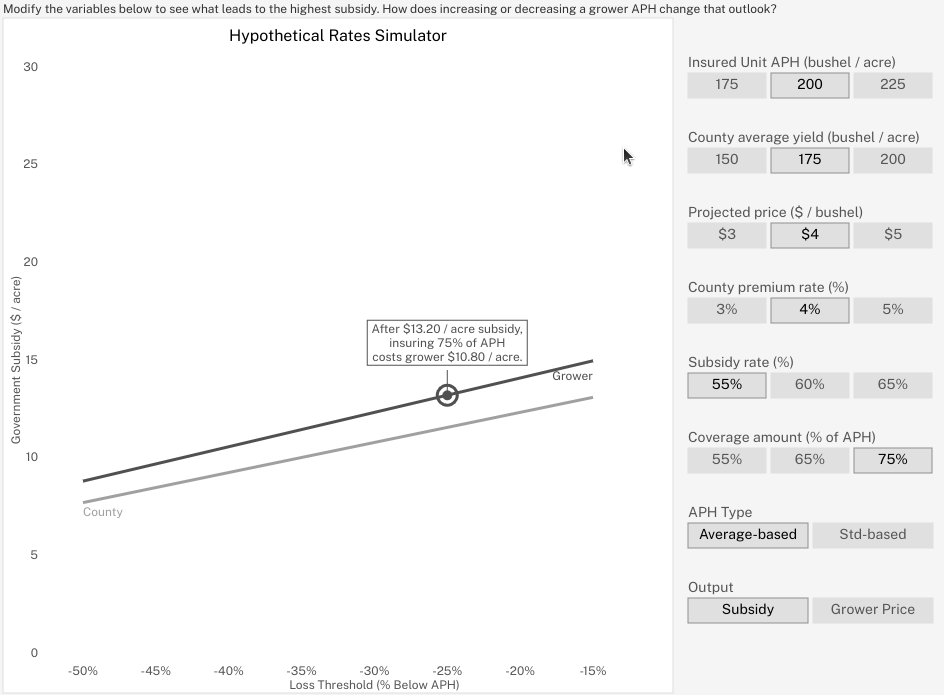 Modify the variables below to see what leads to the highest subsidy. How does increasing or decreasing a grower APH change that outlook?
Hypothetical Rates Simulator
30
25
20
15
10
5
0
Government Subsidy ($ / acre)
After $13.20 / acre subsidy,
insuring 75% of APH
costs grower $10.80 / acre.
Grower
County
-50% -45% -40% -35% -30% -25% -20% -15%
Loss Threshold (% Below APH)
Insured Unit APH (bushel / acre)
175 200 225
County average yield (bushel / acre)
150 175 200
Projected price ($ / bushel)
$3 $4 $5
County premium rate (%)
3% 4% 5%
Subsidy rate (%)
55% 60% 65%
Coverage amount (% of APH)
55% 65% 75%
APH Type
Average-based Std-based
Output
Subsidy Grower Price